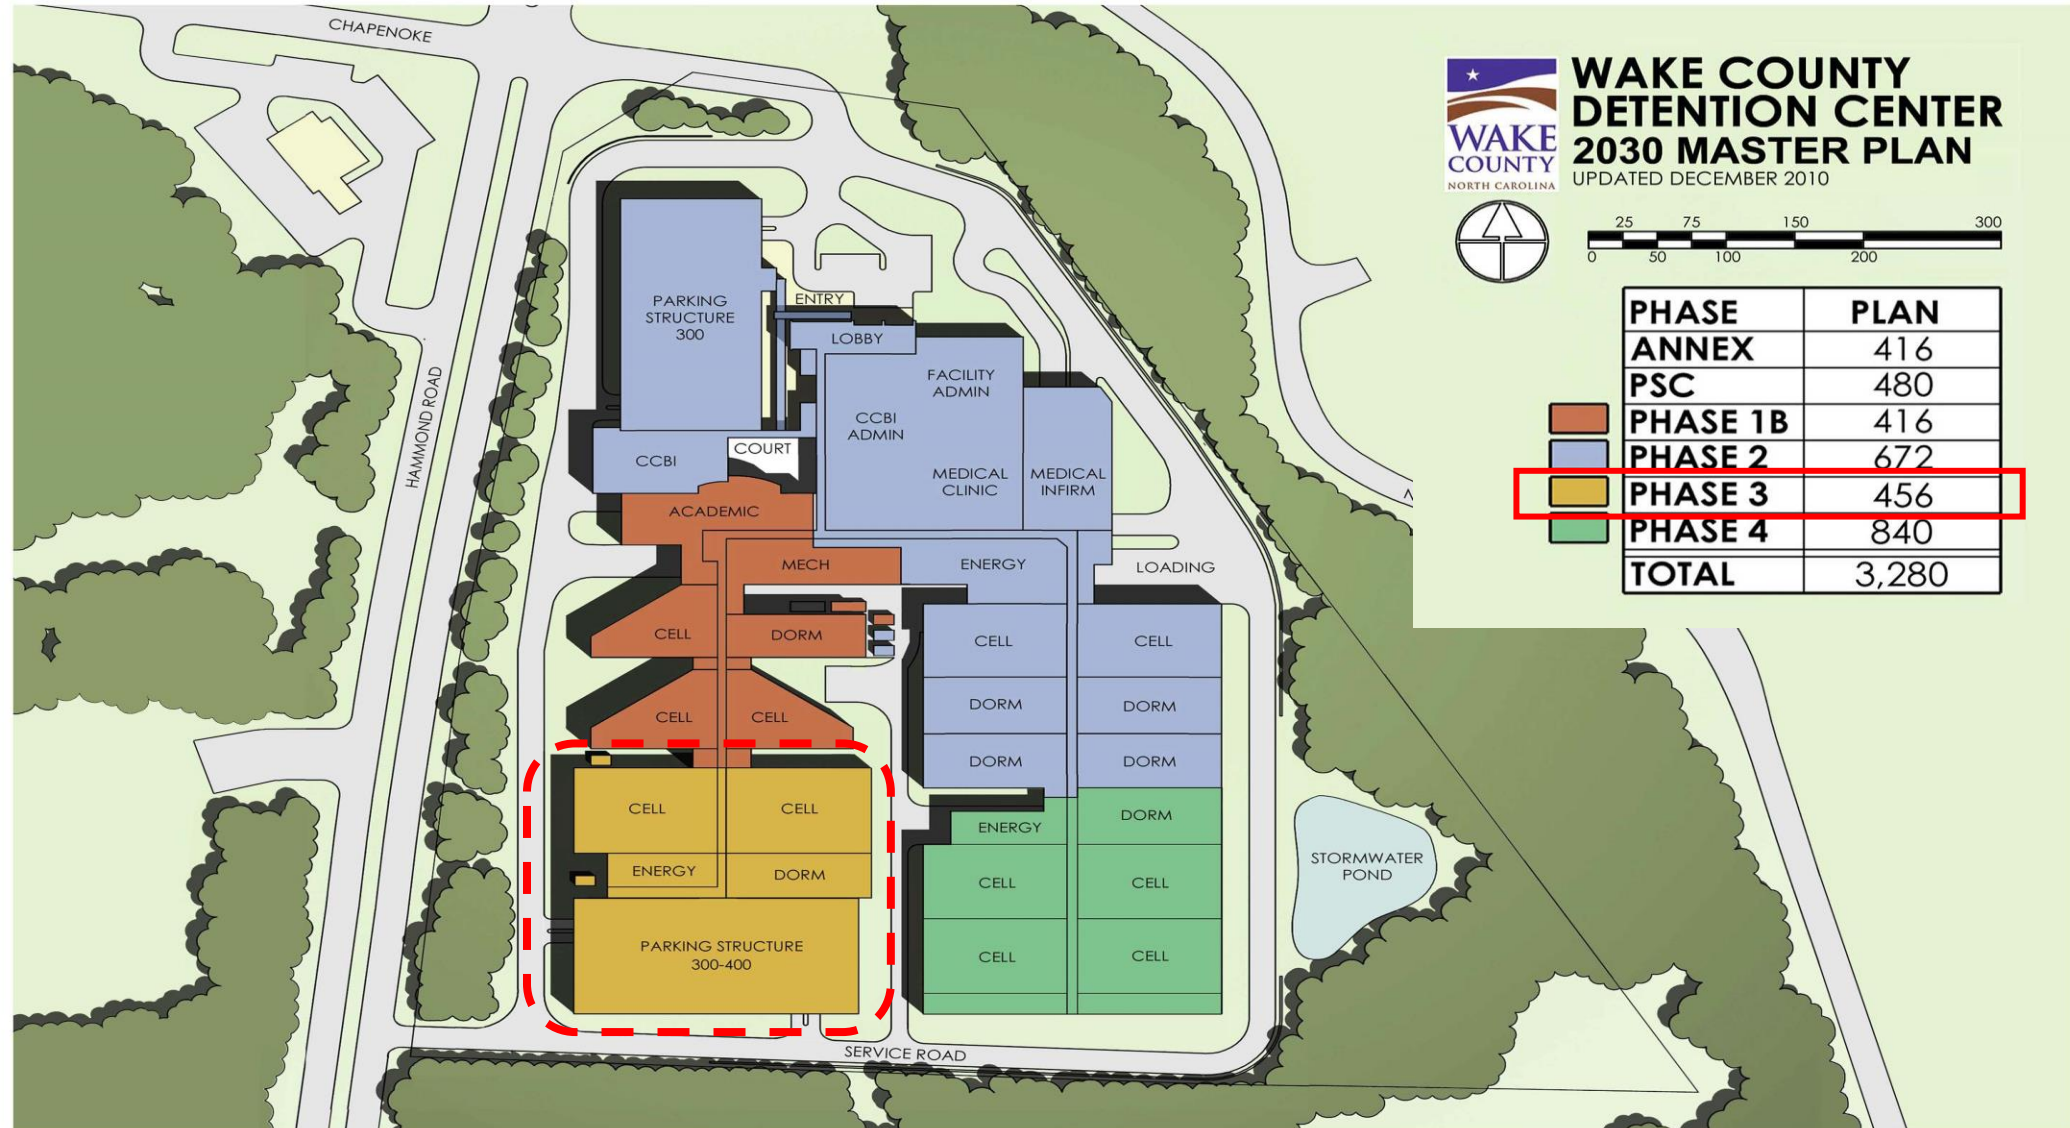 CHAPENOKE
WAKE COUNTY
DETENTION CENTER
2030 MASTER PLAN
UPDATED DECEMBER 2010
WAKE
COUNTY
NORTH CAROLINA
25 75 150 300
0 50 100 200
PHASE PLAN
ANNEX 416
PSC 480
PHASE 1B 416
PHASE 2 672
PHASE 3 456
PHASE 4 840
TOTAL 3,280
HAMMOND ROAD
PARKING
STRUCTURE
300
ENTRY
LOBBY
FACILITY
ADMIN
CCBI
ADMIN
COURT
CCBI
MEDICAL
CLINIC
MEDICAL
INFIRM
ACADEMIC
MECH
ENERGY
LOADING
CELL
DORM
CELL
CELL
CELL
CELL
DORM
DORM
DORM
DORM
CELL
CELL
ENERGY
DORM
PARKING STRUCTURE
300-400
ENERGY
DORM
CELL
CELL
CELL
CELL
STORMWATER
POND
SERVICE ROAD